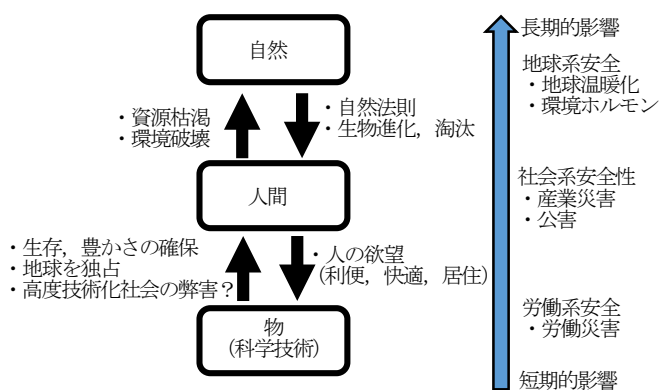 自然
・資源枯渇
・環境破壊
・自然法則
・生物進化，淘汰
人間
・生存，豊かさの確保
・地球を独占
・高度技術化社会の弊害？
・人の欲望
(利便，快適，居住)
物
(科学技術)
長期的影響
地球系安全
・地球温暖化
・環境ホルモン
社会系安全性
・産業災害
・公害
労働系安全
・労働災害
短期的影響